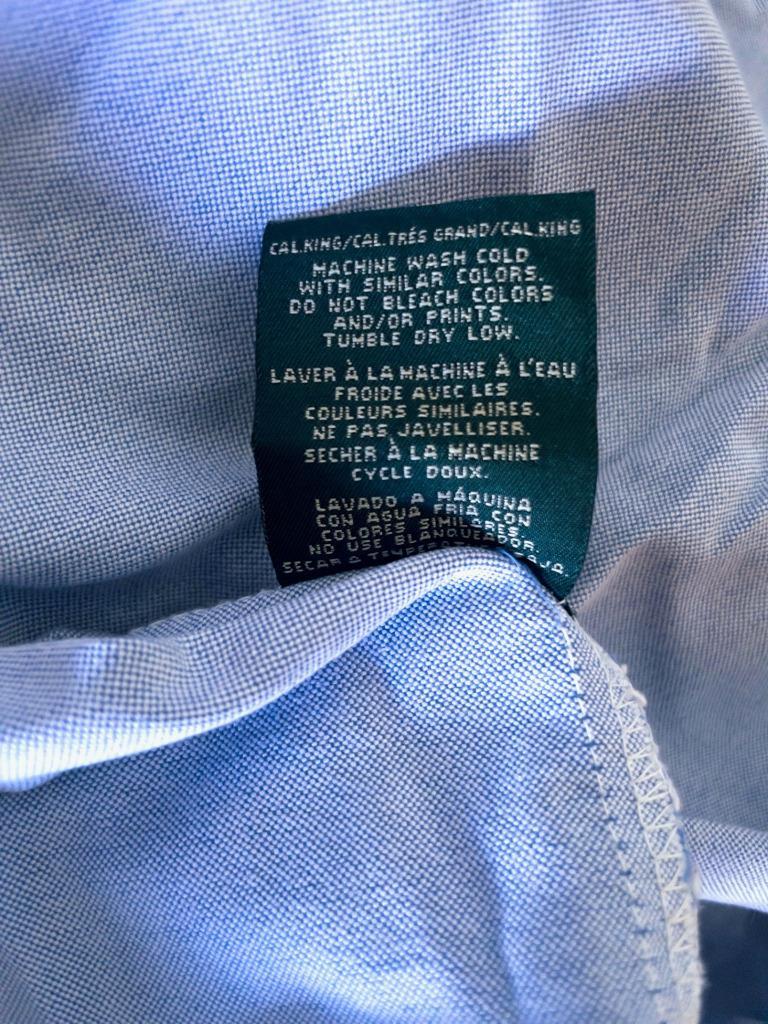 CAL.KING/CAL.TRÉS GRAND/CAL.KING
MACHINE WASH COLD
WITH SIMILAR COLORS.
DO NOT BLEACH COLORS
AND/OR PRINTS.
TUMBLE DRY LOW.
LAVER À LA MACHINE À L'EAU
FROIDE AVEC LES
COULEURS SIMILAIRES.
NE PAS JAVELLISER.
SECHER À LA MACHINE
CYCLE DOUX.
LAVADO A MÁQUINA
CON AGUA FRIA CON
COLORES SIMILARES.
NO USE BLANQUEADOR.
SECAR A